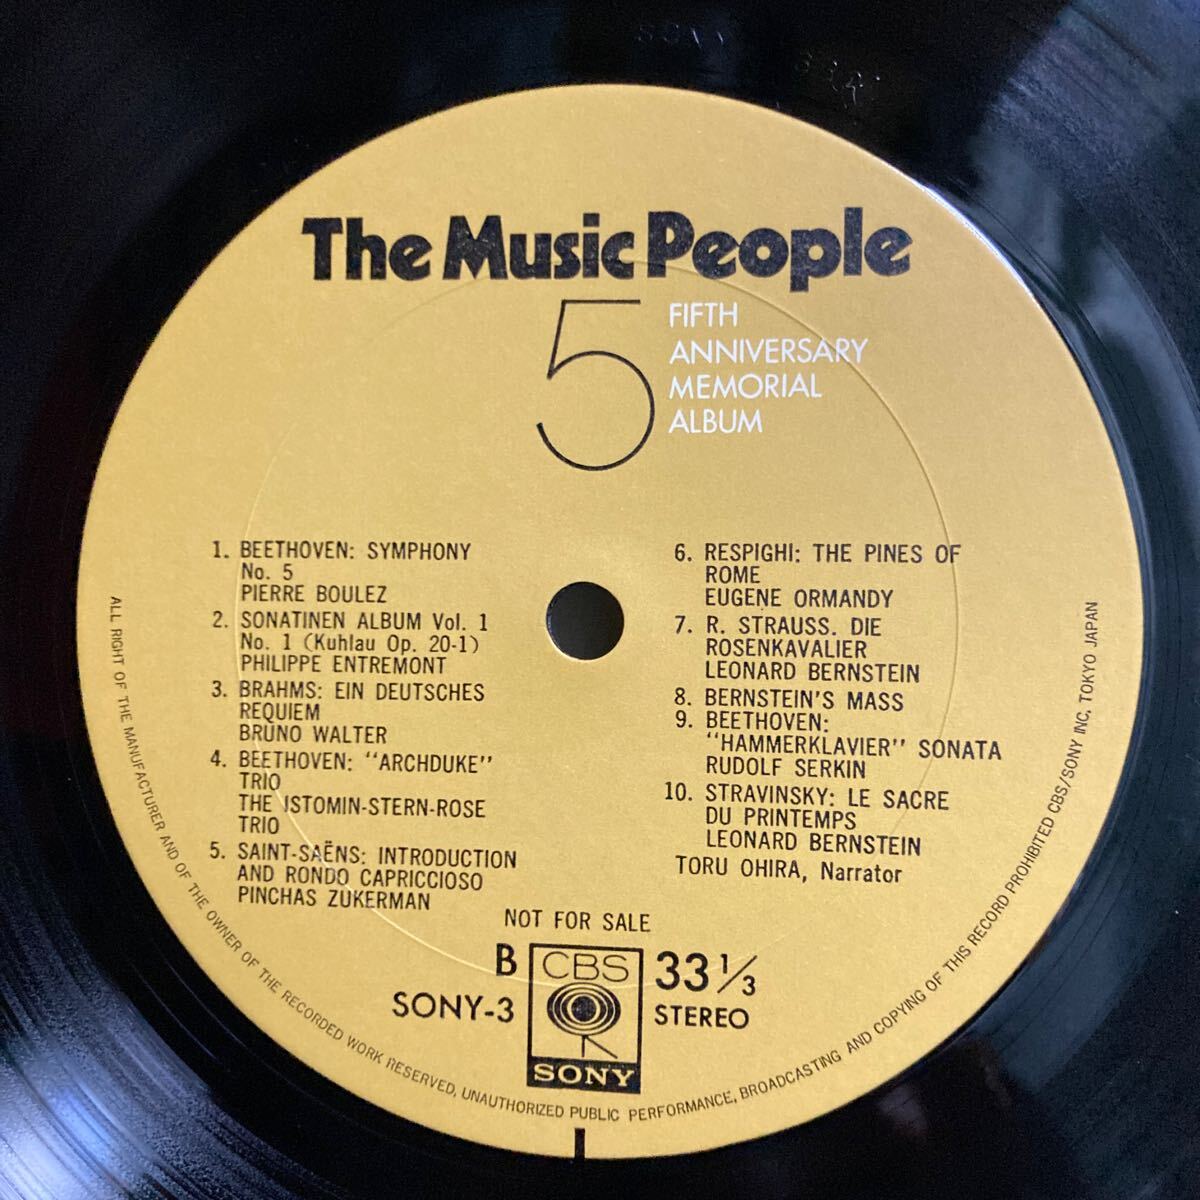 The Music People
5
FIFTH
ANNIVERSARY
MEMORIAL
ALBUM
1. BEETHOVEN: SYMPHONY
No. 5
PIERRE BOULEZ
2. SONATINEN ALBUM Vol. 1
No. 1 (Kuhlau Op. 20-1)
PHILIPPE ENTREMONT
3. BRAHMS: EIN DEUTSCHES
REQUIEM
BRUNO WALTER
4. BEETHOVEN: "ARCHDUKE"
TRIO
THE ISTOMIN-STERN-ROSE
TRIO
5. SAINT-SAËNS: INTRODUCTION
AND RONDO CAPRICCIOSO
PINCHAS ZUKERMAN
6. RESPIGHI: THE PINES OF
ROME
EUGENE ORMANDY
7. R. STRAUSS. DIE
ROSENKAVALIER
LEONARD BERNSTEIN
8. BERNSTEIN'S MASS
9. BEETHOVEN:
"HAMMERKLAVIER" SONATA
RUDOLF SERKIN
10. STRAVINSKY: LE SACRE
DU PRINTEMPS
LEONARD BERNSTEIN
TORU OHIRA, Narrator
NOT FOR SALE
B
SONY-3
CBS
SONY
33 1/3
STEREO
ALL RIGHT OF THE MANUFACTURER AND OF THE OWNER OF THE RECORDED WORK RESERVED, UNAUTHORIZED PUBLIC PERFORMANCE, BROADCASTING AND COPYING OF THIS RECORD PROHIBITED CBS/SONY INC, TOKYO JAPAN